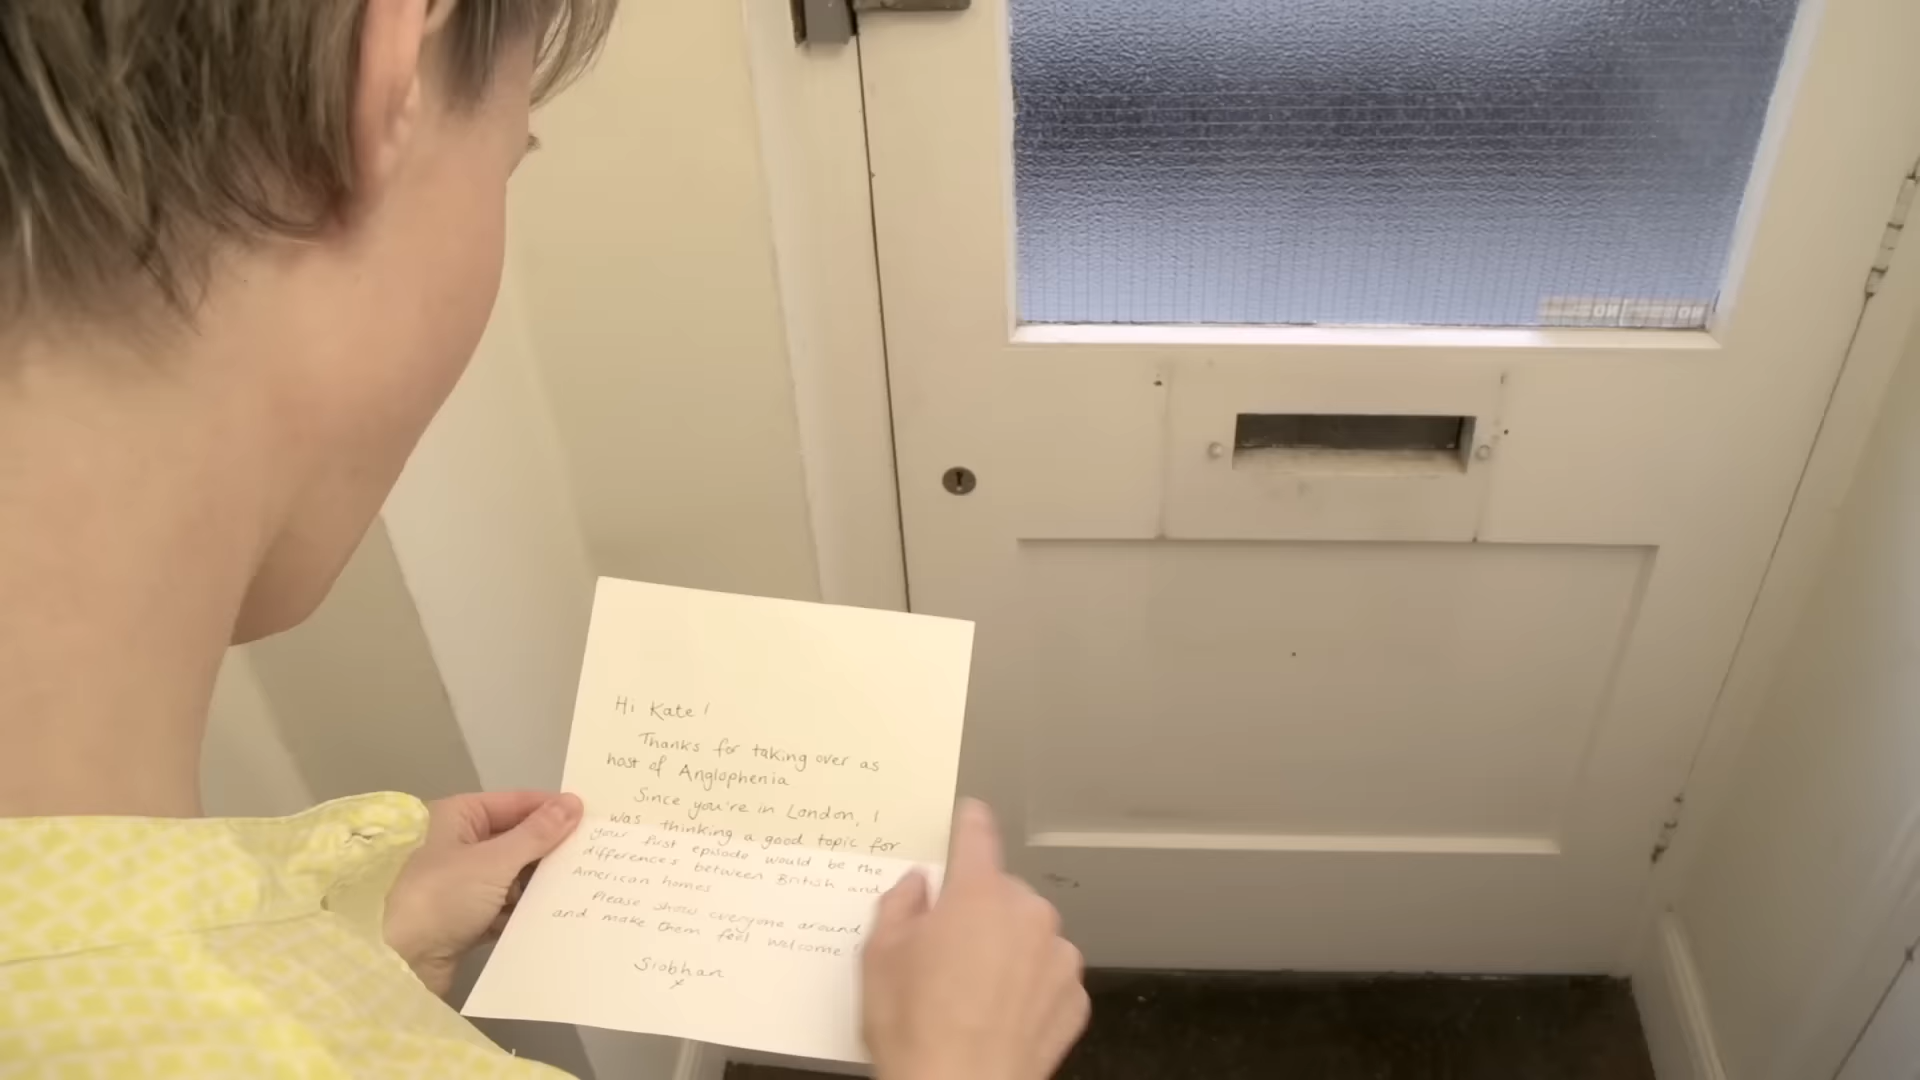 Hi Kate!
Thanks for taking over as
host of Anglophenia
Since you're in London, I
was thinking a good topic for
your first episode would be the
differences between British and
American homes
Please show everyone around
and make them feel welcome
Siobhan
x